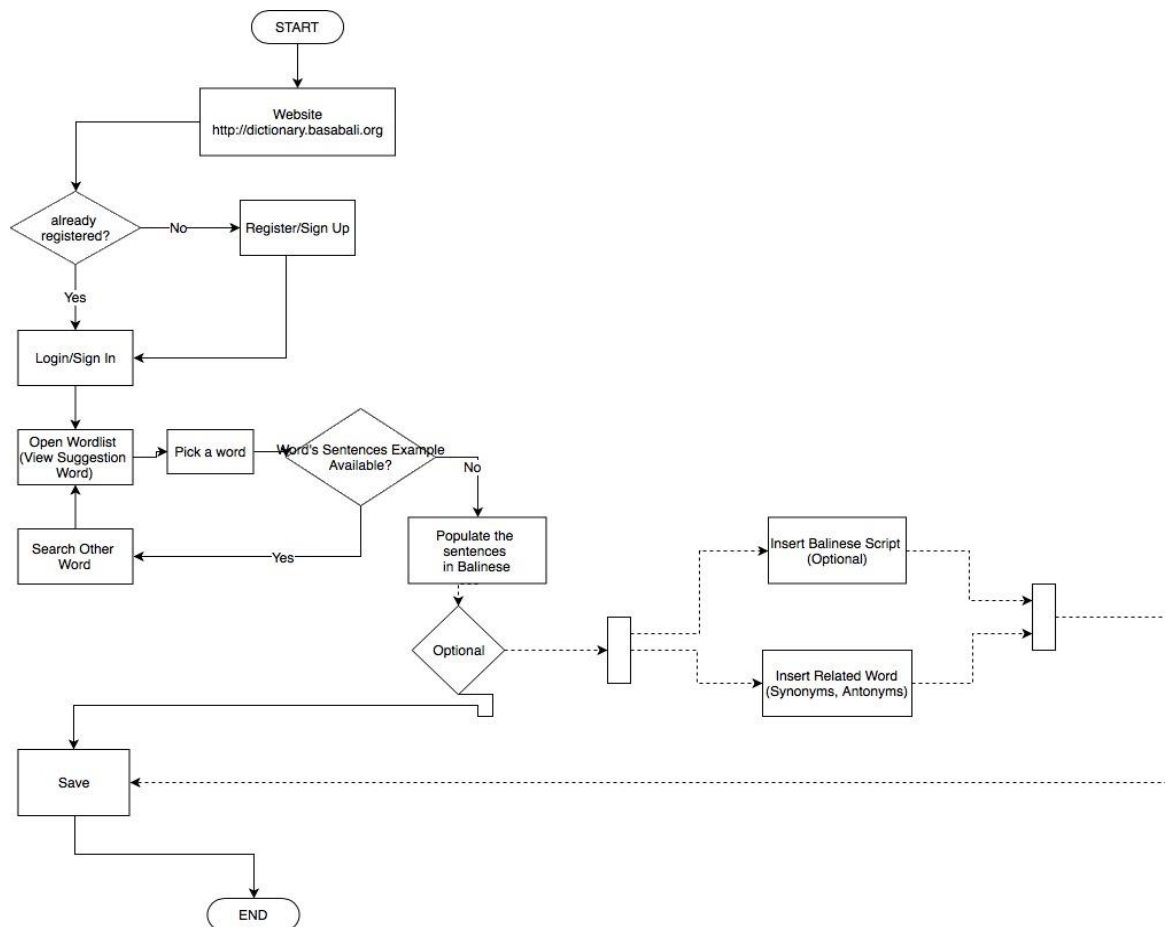 START
Website
http://dictionary.basabali.org
already
registered?
No
Register/Sign Up
Yes
Login/Sign In
Open Wordlist
(View Suggestion
Word)
Pick a word
Word's Sentences Example
Available?
No
Search Other
Word
Yes
Populate the
sentences
in Balinese
Insert Balinese Script
(Optional)
Optional
Insert Related Word
(Synonyms, Antonyms)
Save
END